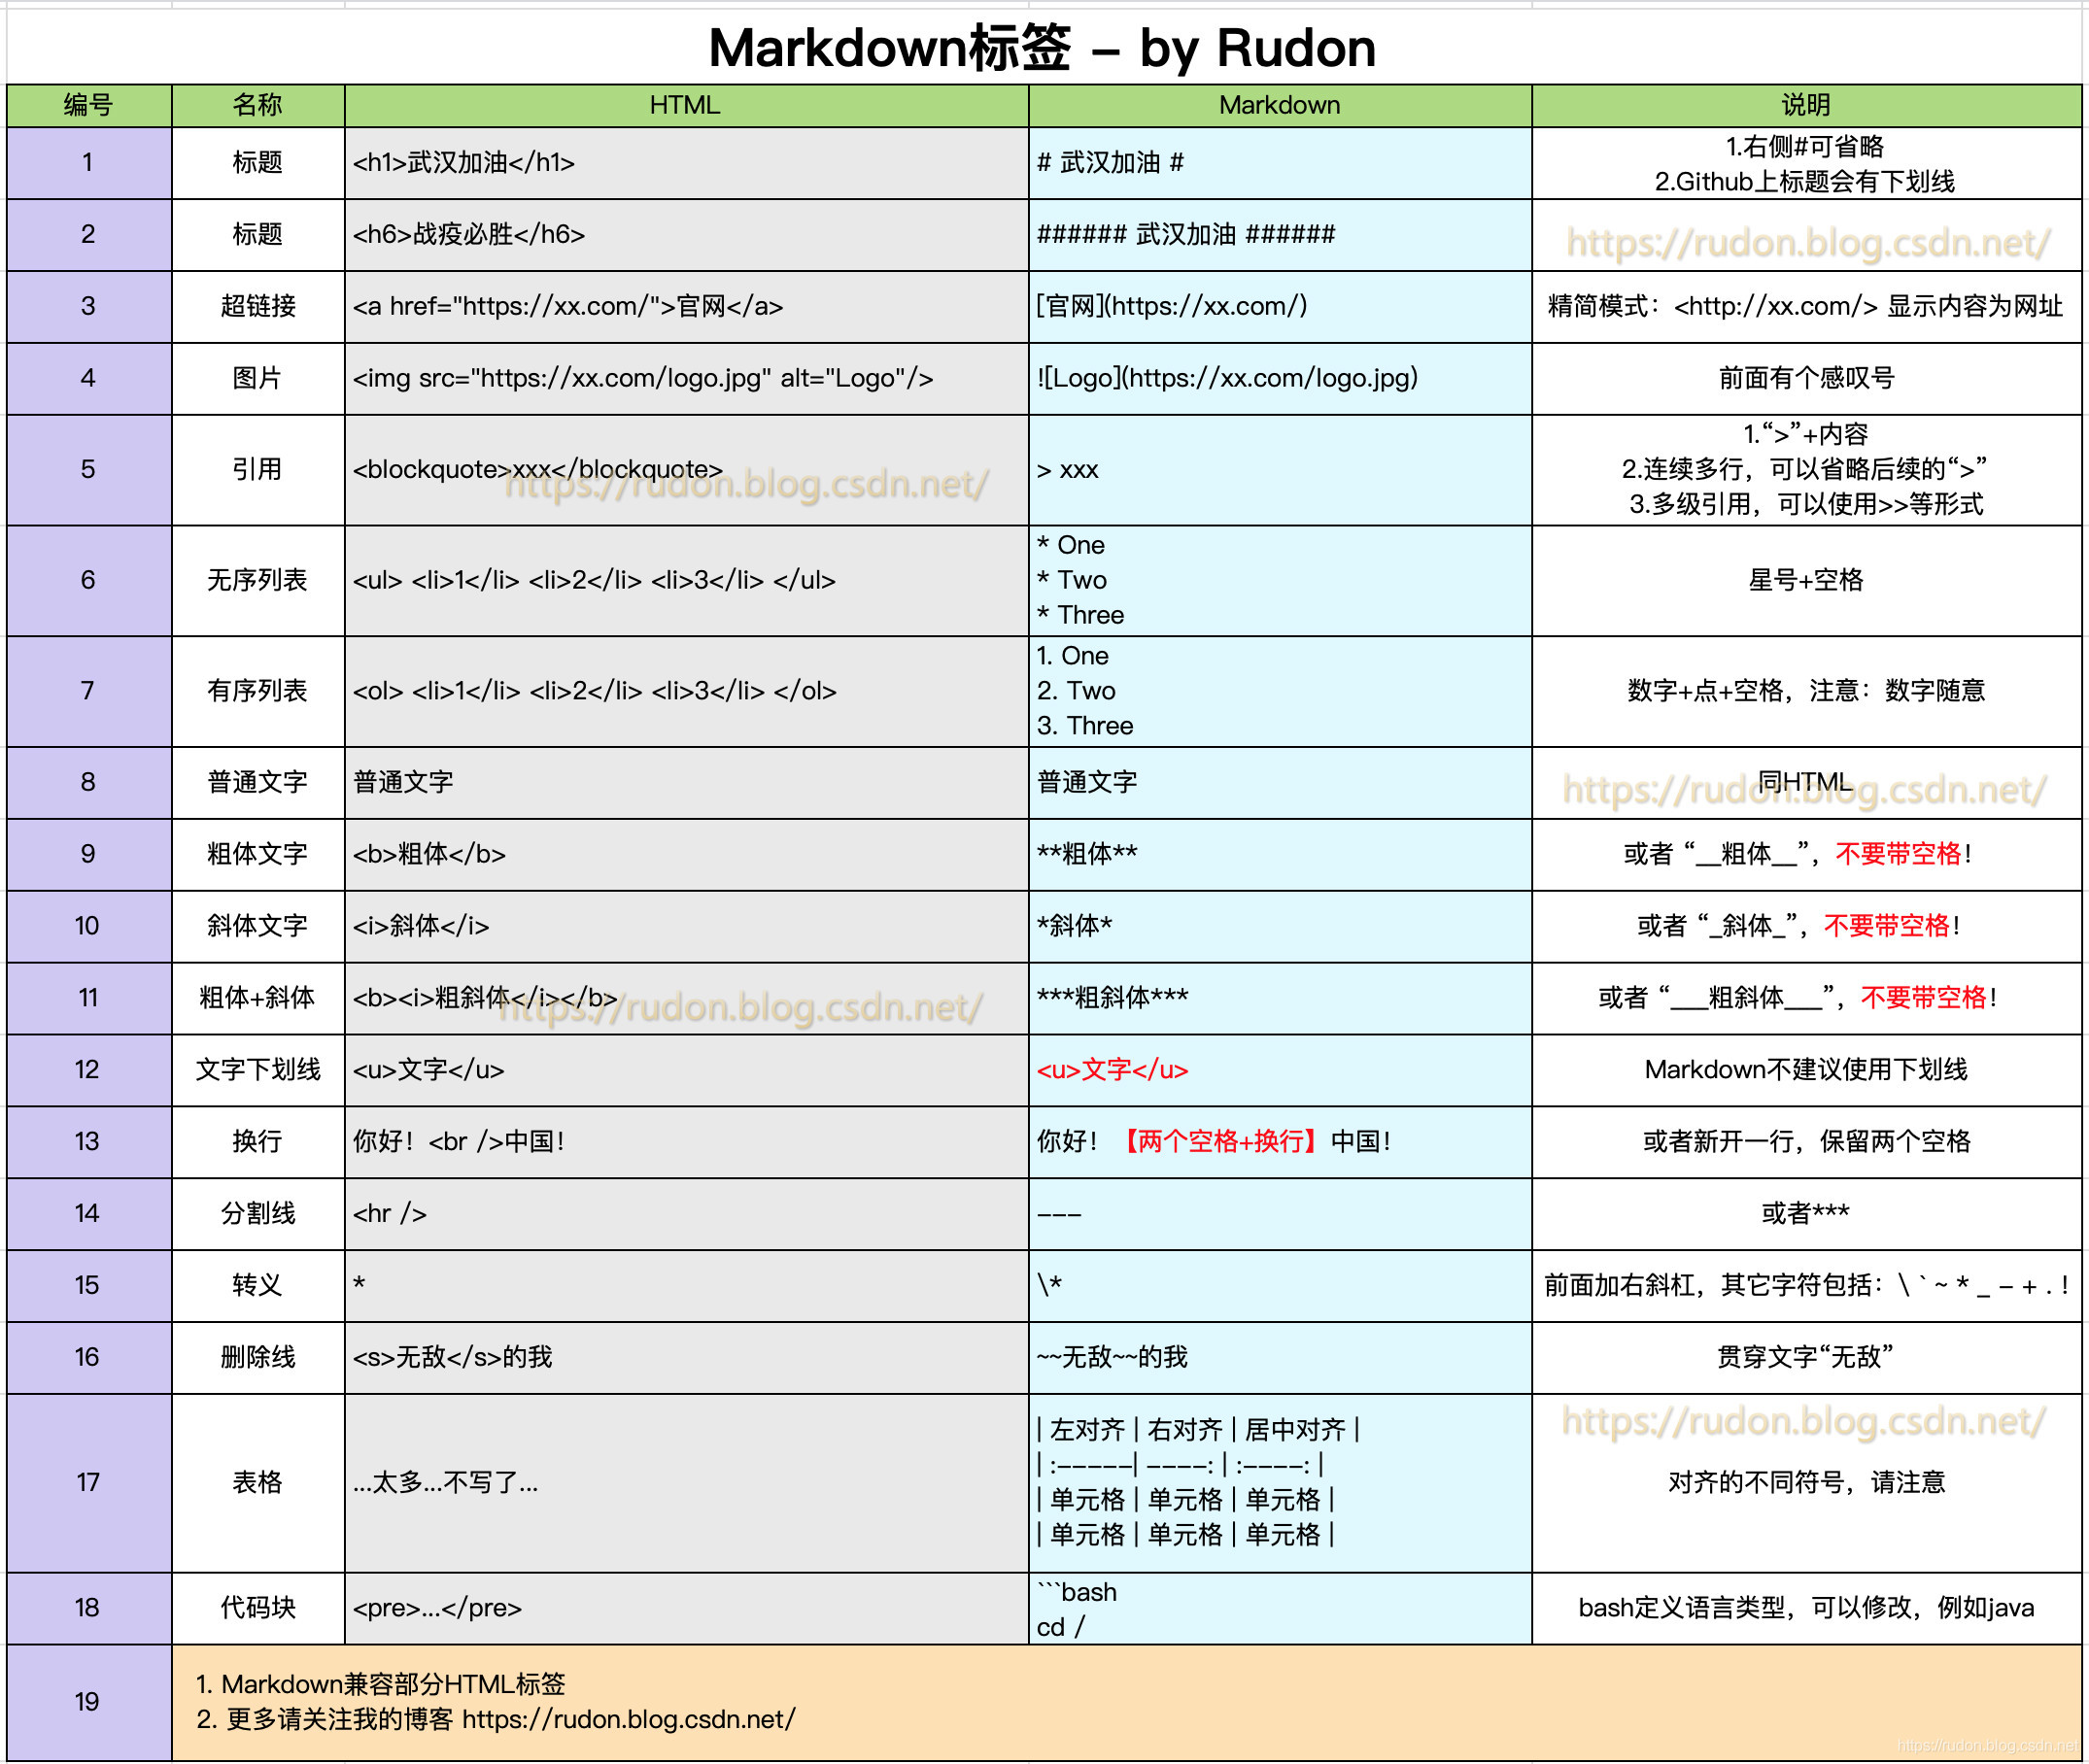 Markdown标签 - by Rudon
编号 名称 HTML Markdown 说明
1 标题 <h1>武汉加油</h1> # 武汉加油 # 1.右侧#可省略
2.Github上标题会有下划线
2 标题 <h6>战疫必胜</h6> ###### 武汉加油 ######
https://rudon.blog.csdn.net/
3 超链接 <a href="https://xx.com/">官网</a> [官网](https://xx.com/) 精简模式：<http://xx.com/> 显示内容为网址
4 图片 <img src="https://xx.com/logo.jpg" alt="Logo"/> ![Logo](https://xx.com/logo.jpg) 前面有个感叹号
5 引用 <blockquote>xxx</blockquote> > xxx 1.“>”+内容
2.连续多行，可以省略后续的“>”
3.多级引用，可以使用>>等形式
https://rudon.blog.csdn.net/
6 无序列表 <ul> <li>1</li> <li>2</li> <li>3</li> </ul> * One
* Two
* Three
星号+空格
7 有序列表 <ol> <li>1</li> <li>2</li> <li>3</li> </ol> 1. One
2. Two
3. Three
数字+点+空格，注意：数字随意
8 普通文字 普通文字 普通文字 同HTML
https://rudon.blog.csdn.net/
9 粗体文字 <b>粗体</b> **粗体** 或者 “__粗体__”，不要带空格！
10 斜体文字 <i>斜体</i> *斜体* 或者 “_斜体_”，不要带空格！
11 粗体+斜体 <b><i>粗斜体</i></b> ***粗斜体*** 或者 “___粗斜体___”，不要带空格！
https://rudon.blog.csdn.net/
12 文字下划线 <u>文字</u> <u>文字</u> Markdown不建议使用下划线
13 换行 你好！<br />中国！ 你好！【两个空格+换行】中国！ 或者新开一行，保留两个空格
14 分割线 <hr /> --- 或者***
15 转义 * \* 前面加右斜杠，其它字符包括：\ ` ~ * _ - + . !
16 删除线 <s>无敌</s>的我 ~~无敌~~的我 贯穿文字“无敌”
17 表格 ...太多...不写了... | 左对齐 | 右对齐 | 居中对齐 |
| :-----| ----: | :----: |
| 单元格 | 单元格 | 单元格 |
| 单元格 | 单元格 | 单元格 |
https://rudon.blog.csdn.net/
对齐的不同符号，请注意
18 代码块 <pre>...</pre> ```bash
cd /
bash定义语言类型，可以修改，例如java
19 1. Markdown兼容部分HTML标签
2. 更多请关注我的博客 https://rudon.blog.csdn.net/
https://rudon.blog.csdn.net